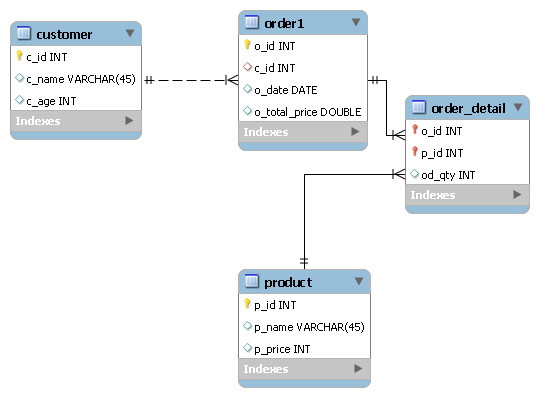 customer
c_id INT
c_name VARCHAR(45)
c_age INT
Indexes
order1
o_id INT
c_id INT
o_date DATE
o_total_price DOUBLE
Indexes
order_detail
o_id INT
p_id INT
od_qty INT
Indexes
product
p_id INT
p_name VARCHAR(45)
p_price INT
Indexes